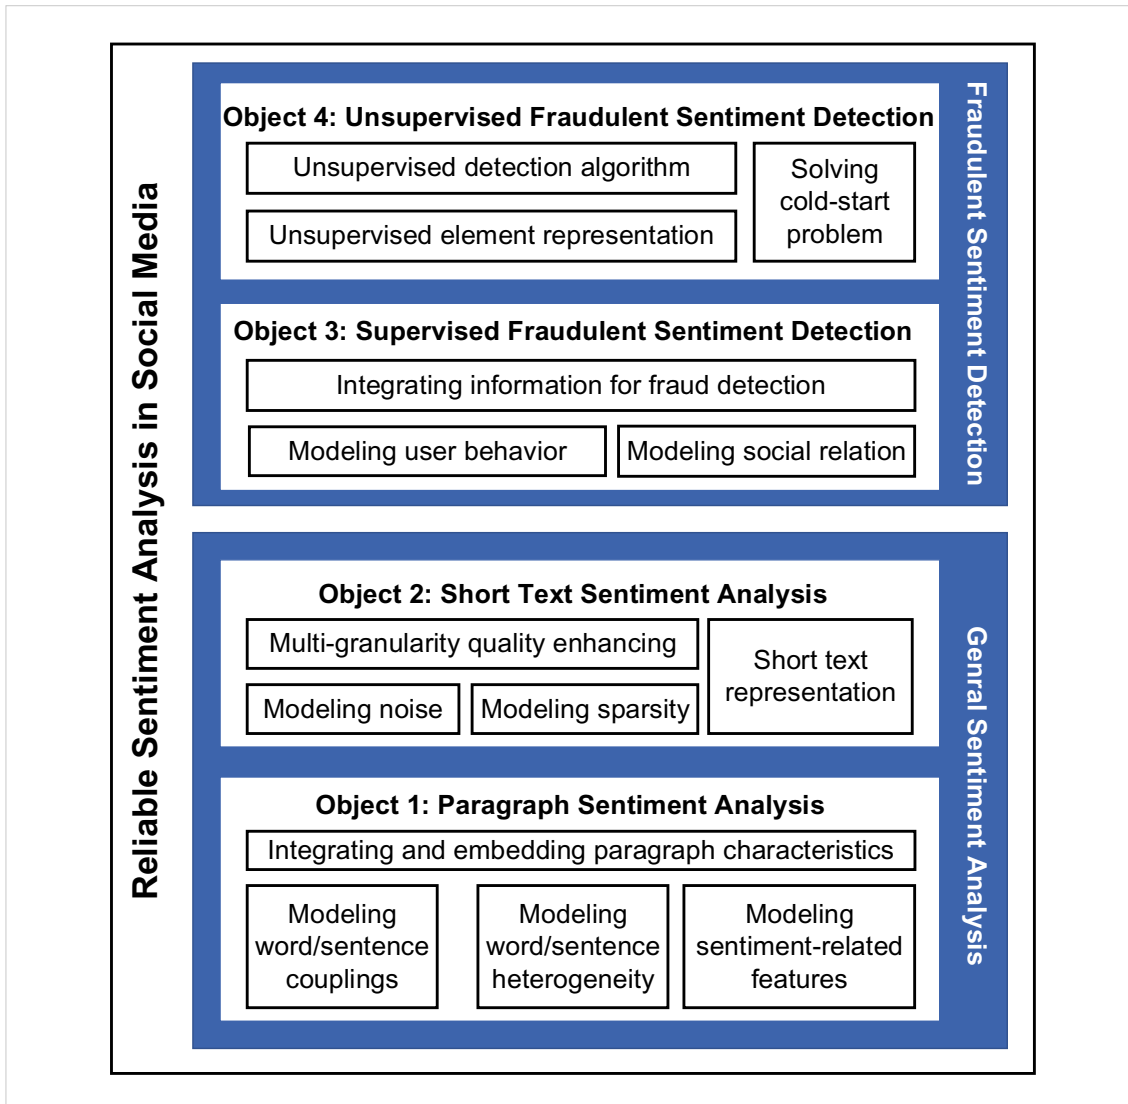 Reliable Sentiment Analysis in Social Media
Fraudulent Sentiment Detection
Object 4: Unsupervised Fraudulent Sentiment Detection
Unsupervised detection algorithm
Unsupervised element representation
Solving
cold-start
problem
Object 3: Supervised Fraudulent Sentiment Detection
Integrating information for fraud detection
Modeling user behavior
Modeling social relation
Genral Sentiment Analysis
Object 2: Short Text Sentiment Analysis
Multi-granularity quality enhancing
Modeling noise
Modeling sparsity
Short text
representation
Object 1: Paragraph Sentiment Analysis
Integrating and embedding paragraph characteristics
Modeling
word/sentence
couplings
Modeling
word/sentence
heterogeneity
Modeling
sentiment-related
features